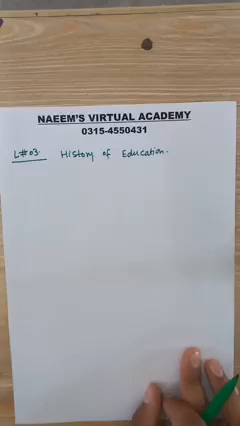 NAEEM'S VIRTUAL ACADEMY
0315-4550431
L#03. History of Education.